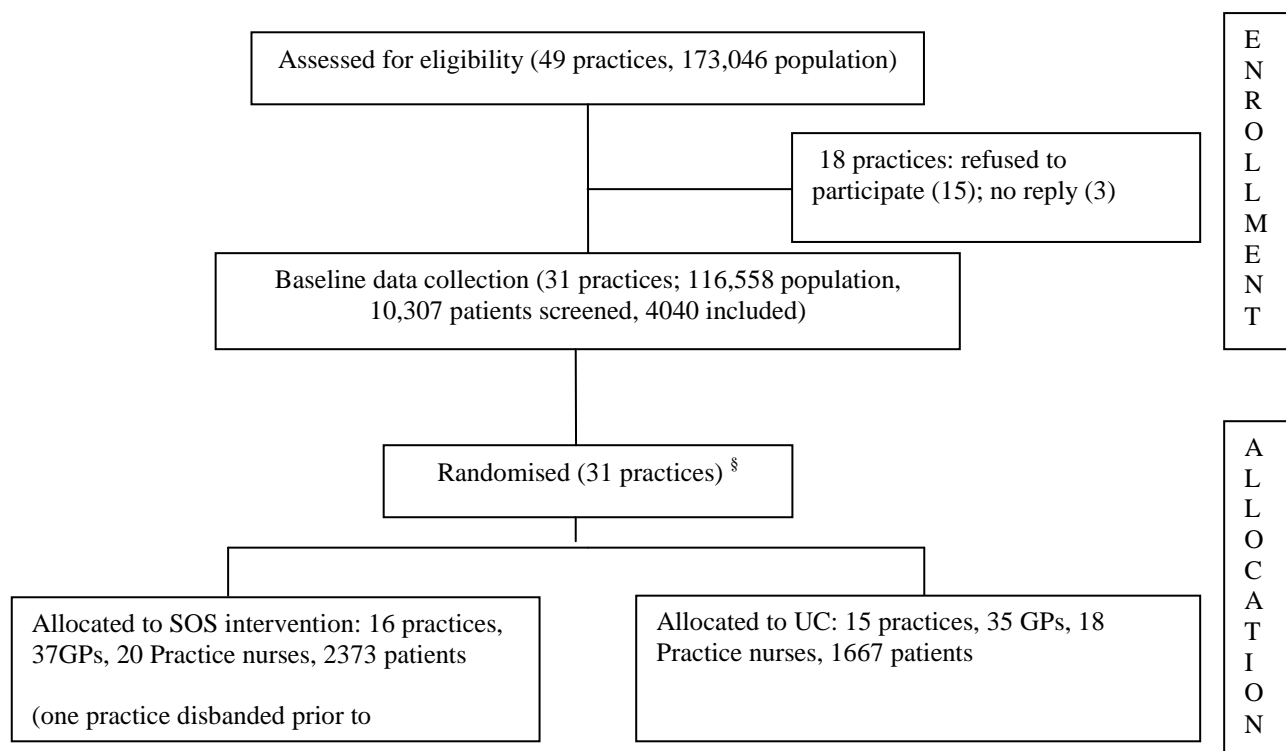 Assessed for eligibility (49 practices, 173,046 population)
18 practices: refused to
participate (15); no reply (3)
Baseline data collection (31 practices; 116,558 population,
10,307 patients screened, 4040 included)
E
N
R
O
L
L
M
E
N
T
Randomised (31 practices) §
Allocated to SOS intervention: 16 practices,
37GPs, 20 Practice nurses, 2373 patients
(one practice disbanded prior to
Allocated to UC: 15 practices, 35 GPs, 18
Practice nurses, 1667 patients
A
L
L
O
C
A
T
I
O
N